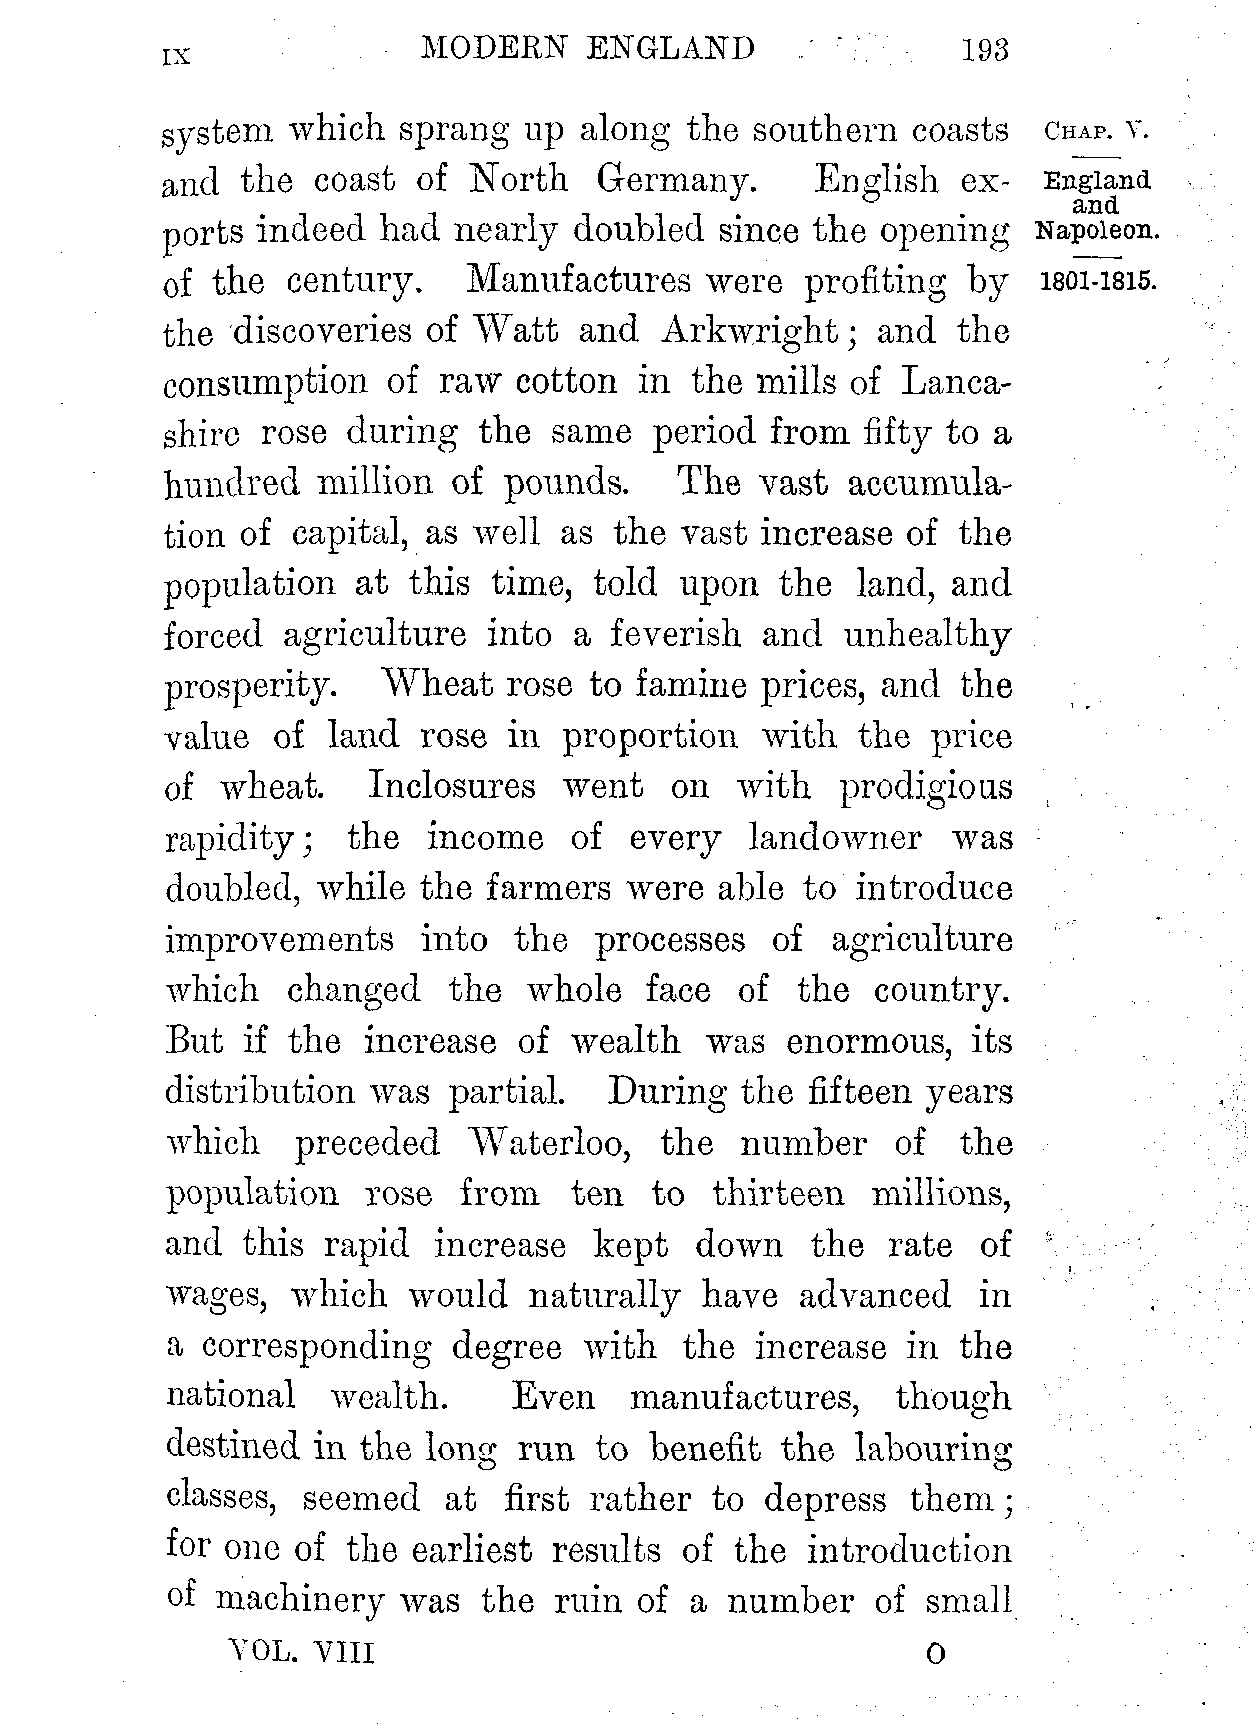 IX MODERN ENGLAND 193
system which sprang up along the southern coasts
and the coast of North Germany. English ex-
ports indeed had nearly doubled since the opening
of the century. Manufactures were profiting by
the discoveries of Watt and Arkwright; and the
consumption of raw cotton in the mills of Lanca-
shire rose during the same period from fifty to a
hundred million of pounds. The vast accumula-
tion of capital, as well as the vast increase of the
population at this time, told upon the land, and
forced agriculture into a feverish and unhealthy
prosperity. Wheat rose to famine prices, and the
value of land rose in proportion with the price
of wheat. Inclosures went on with prodigious
rapidity; the income of every landowner was
doubled, while the farmers were able to introduce
improvements into the processes of agriculture
which changed the whole face of the country.
But if the increase of wealth was enormous, its
distribution was partial. During the fifteen years
which preceded Waterloo, the number of the
population rose from ten to thirteen millions,
and this rapid increase kept down the rate of
wages, which would naturally have advanced in
a corresponding degree with the increase in the
national wealth. Even manufactures, though
destined in the long run to benefit the labouring
classes, seemed at first rather to depress them;
for one of the earliest results of the introduction
of machinery was the ruin of a number of small
VOL. VIII O
CHAP. V.
England
and
Napoleon.
1801-1815.